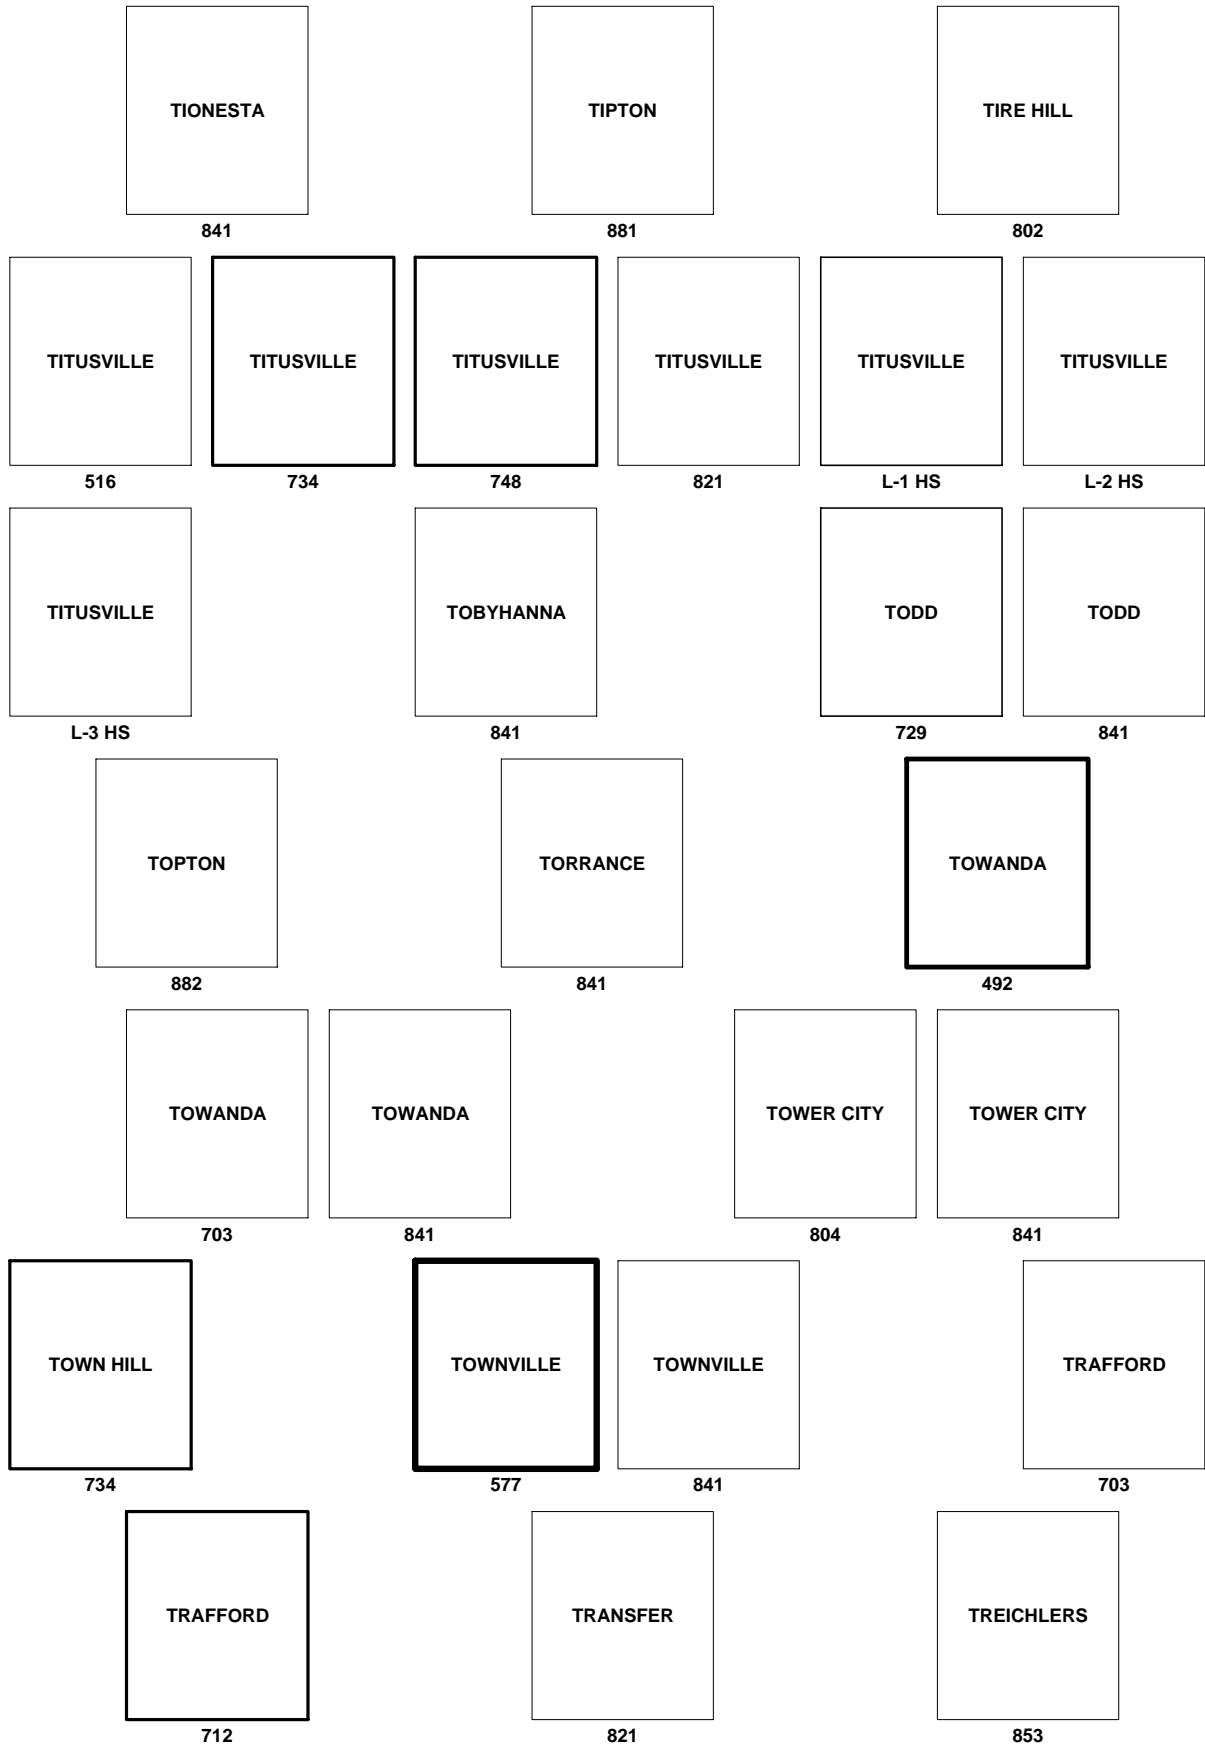 TIONESTA
TIPTON
TIRE HILL
841
881
802
TITUSVILLE
TITUSVILLE
TITUSVILLE
TITUSVILLE
TITUSVILLE
TITUSVILLE
516
734
748
821
L-1 HS
L-2 HS
TITUSVILLE
TOBYHANNA
TODD
TODD
L-3 HS
841
729
841
TOPTON
TORRANCE
TOWANDA
882
841
492
TOWANDA
TOWANDA
TOWER CITY
TOWER CITY
703
841
804
841
TOWN HILL
TOWNVILLE
TOWNVILLE
TRAFFORD
734
577
841
703
TRAFFORD
TRANSFER
TREICHLERS
712
821
853